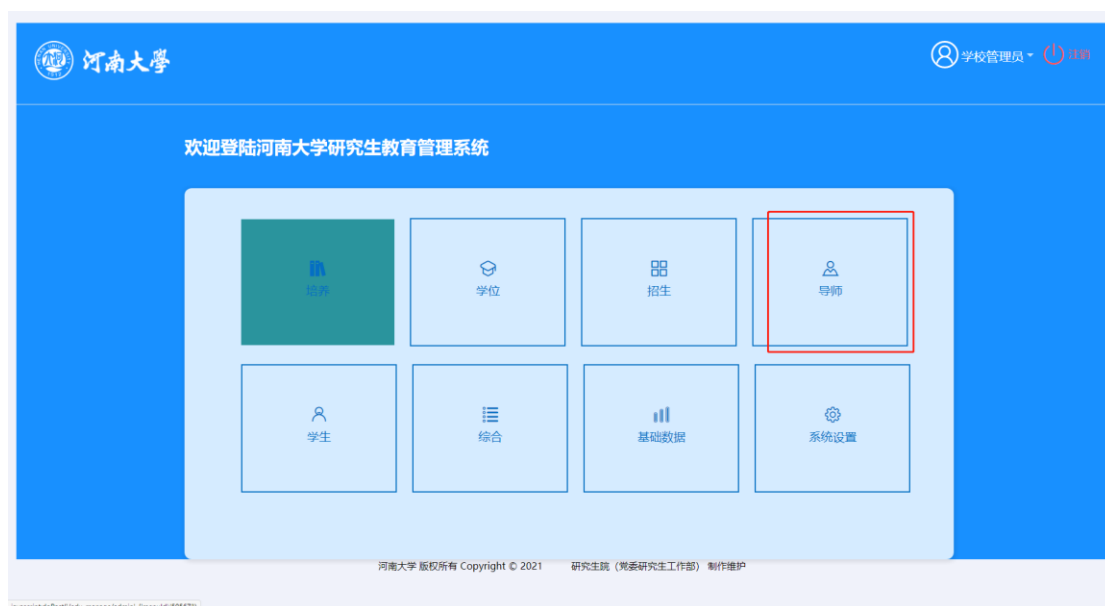 河南大學
学校管理员
注销
欢迎登陆河南大学研究生教育管理系统
培养
学位
招生
导师
学生
综合
基础数据
系统设置
河南大学 版权所有 Copyright © 2021 研究生院（党委研究生工作部） 制作维护